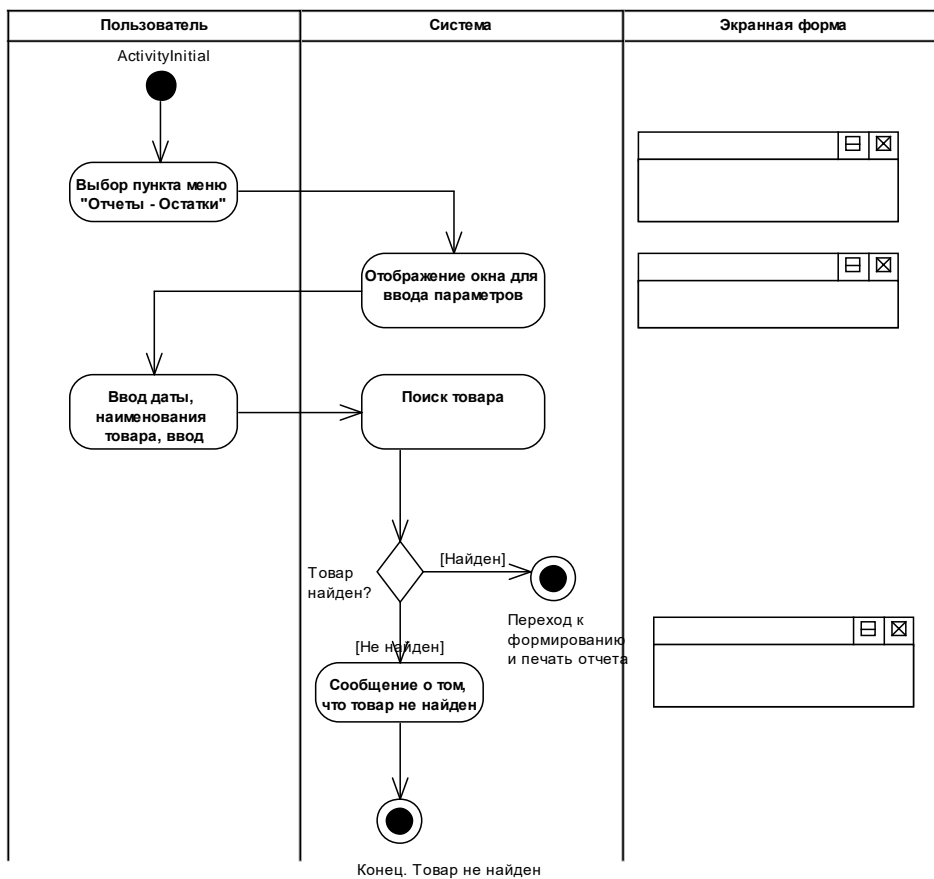 Пользователь
Система
Экранная форма
ActivityInitial
Выбор пункта меню
"Отчеты - Остатки"
Отображение окна для
ввода параметров
Ввод даты,
наименования
товара, ввод
Поиск товара
[Найден]
Товар
найден?
Переход к
формированию
и печать отчета
[Не найден]
Сообщение о том,
что товар не найден
Конец. Товар не найден